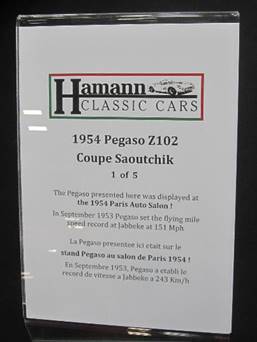 Hamann
CLASSIC CARS
1954 Pegaso Z102
Coupe Saoutchik
1 of 5
The Pegaso presented here was displayed at
the 1954 Paris Auto Salon !
In September 1953 Pegaso set the flying mile
speed record at Jabbeke at 151 Mph
La Pegaso presentee ici etait sur le
stand Pegaso au salon de Paris 1954 !
En Septembre 1953, Pegaso a etabli le
record de vitesse a Jabbeke a 243 Km/h